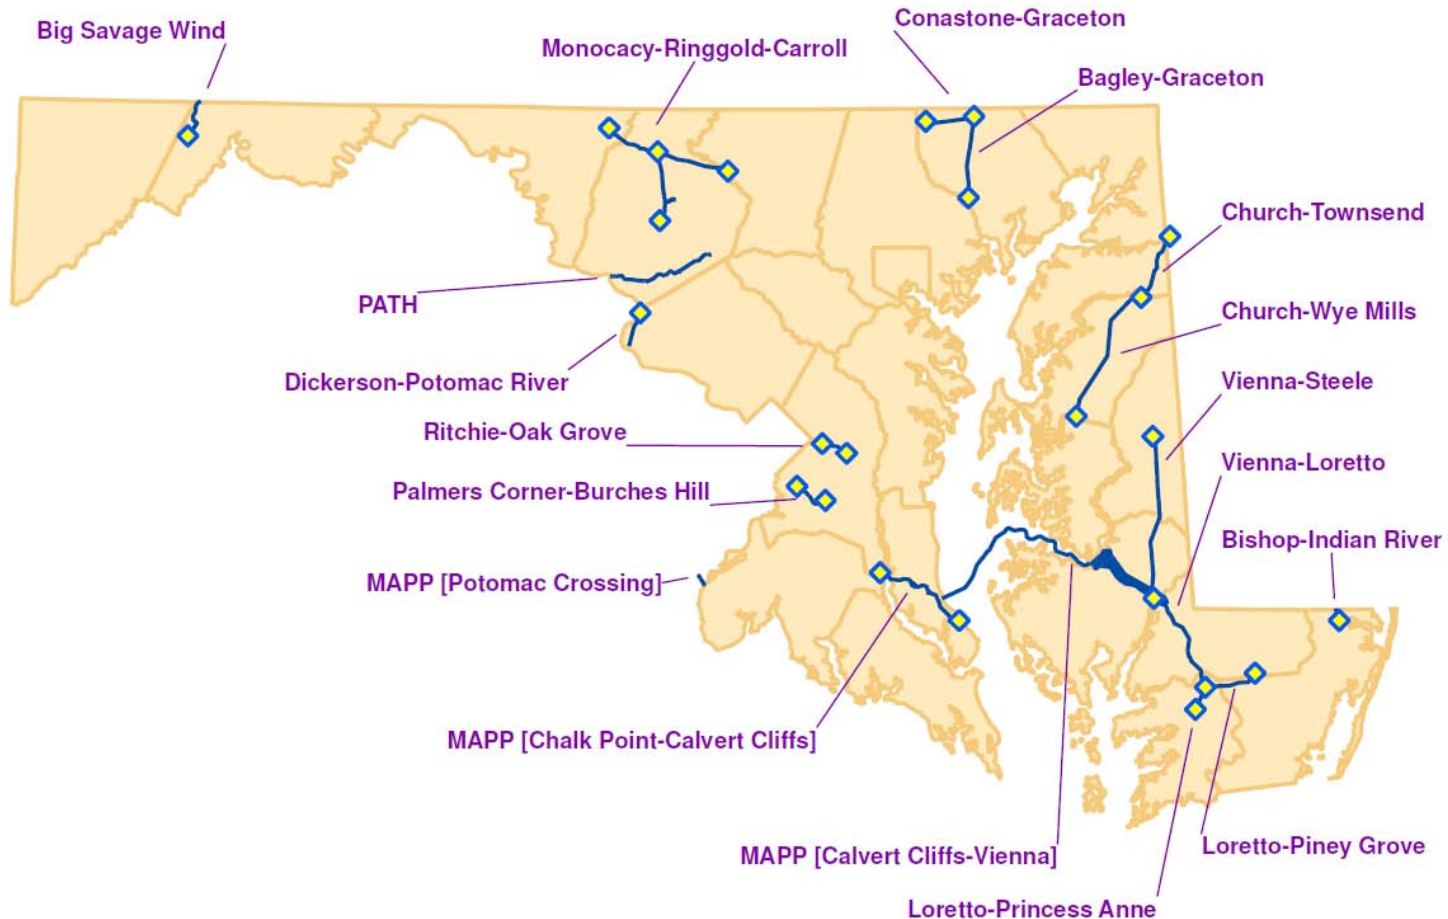 Conastone-Graceton
Big Savage Wind
Monocacy-Ringgold-Carroll
Bagley-Graceton
Church-Townsend
PATH
Church-Wye Mills
Dickerson-Potomac River
Vienna-Steele
Ritchie-Oak Grove
Vienna-Loretto
Palmers Corner-Burches Hill
Bishop-Indian River
MAPP [Potomac Crossing]
MAPP [Chalk Point-Calvert Cliffs]
Loretto-Piney Grove
MAPP [Calvert Cliffs-Vienna]
Loretto-Princess Anne